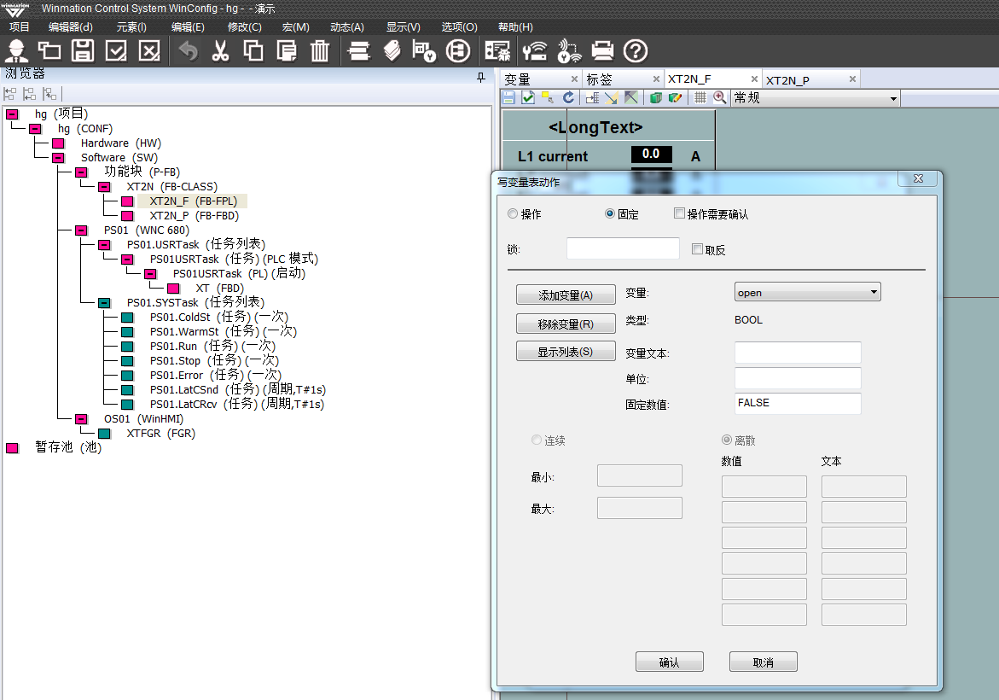 WINMATION
Winmation Control System WinConfig - hg - - 演示
项目 编辑器(d) 元素(I) 编辑(E) 修改(C) 宏(M) 动态(A) 显示(V) 选项(O) 帮助(H)
浏览器
hg (项目)
hg (CONF)
Hardware (HW)
Software (SW)
功能块 (P-FB)
XT2N (FB-CLASS)
XT2N_F (FB-FPL)
XT2N_P (FB-FBD)
PS01 (WNC 680)
PS01.USRTask (任务列表)
PS01USRTask (任务) (PLC 模式)
PS01USRTask (PL) (启动)
XT (FBD)
PS01.SYSTask (任务列表)
PS01.ColdSt (任务) (一次)
PS01.WarmSt (任务) (一次)
PS01.Run (任务) (一次)
PS01.Stop (任务) (一次)
PS01.Error (任务) (一次)
PS01.LatCSnd (任务) (周期,T#1s)
PS01.LatCRcv (任务) (周期,T#1s)
OS01 (WinHMI)
XTFGR (FGR)
暂存池 (池)
变量 标签 XT2N_F XT2N_P
常规
<LongText>
L1 current 0.0 A
写变量表动作
操作 固定 操作需要确认
锁: 取反
添加变量(A) 变量: open
移除变量(R) 类型: BOOL
显示列表(S) 变量文本:
单位:
固定数值: FALSE
连续 离散
数值 文本
最小:
最大:
确认 取消